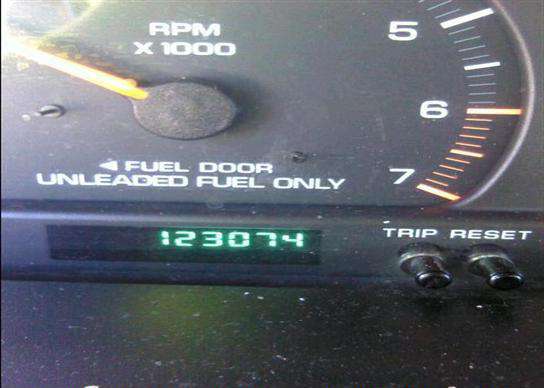 RPM
X 1000
5
6
7
◄ FUEL DOOR
UNLEADED FUEL ONLY
123074
TRIP RESET